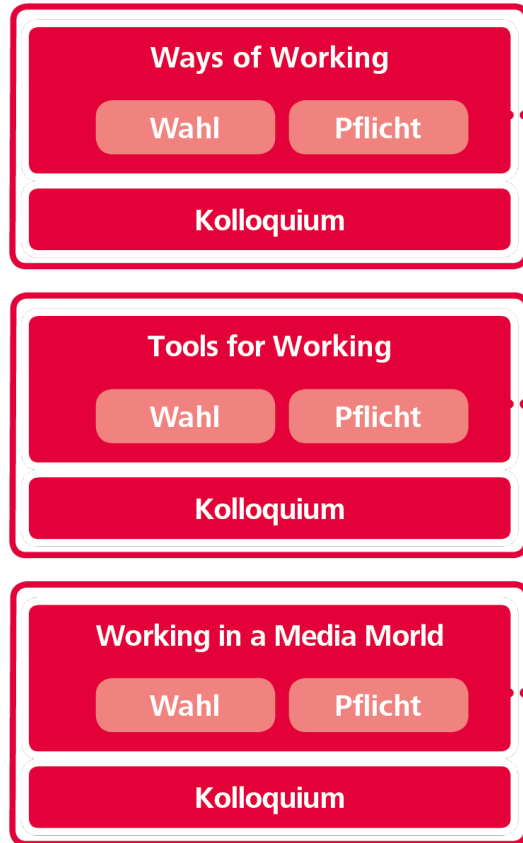 Ways of Working
Wahl Pflicht
Kolloquium
Tools for Working
Wahl Pflicht
Kolloquium
Working in a Media Morld
Wahl Pflicht
Kolloquium